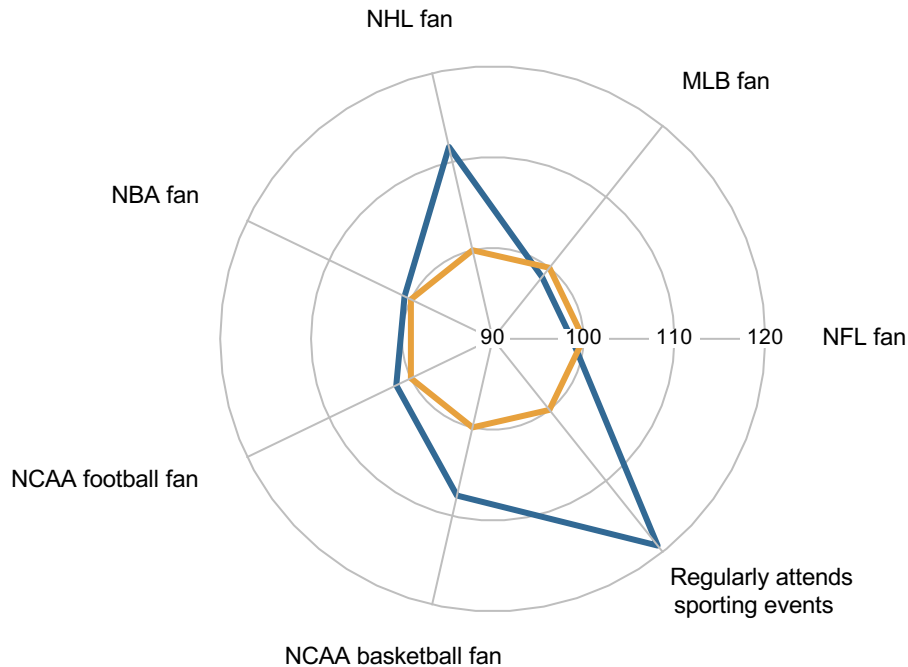 NHL fan
MLB fan
NBA fan
90 100 110 120
NFL fan
NCAA football fan
Regularly attends
sporting events
NCAA basketball fan